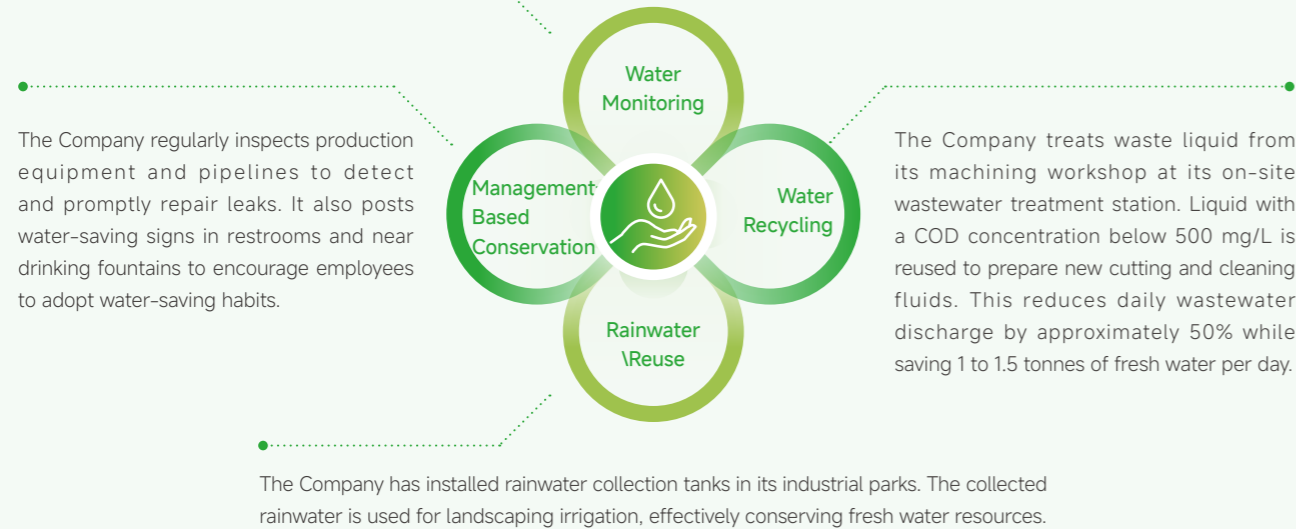 Water
Monitoring
The Company regularly inspects production
equipment and pipelines to detect
and promptly repair leaks. It also posts
water-saving signs in restrooms and near
drinking fountains to encourage employees
to adopt water-saving habits.
Management
Based
Conservation
Water
Recycling
The Company treats waste liquid from
its machining workshop at its on-site
wastewater treatment station. Liquid with
a COD concentration below 500 mg/L is
reused to prepare new cutting and cleaning
fluids. This reduces daily wastewater
discharge by approximately 50% while
saving 1 to 1.5 tonnes of fresh water per day.
Rainwater
\Reuse
The Company has installed rainwater collection tanks in its industrial parks. The collected
rainwater is used for landscaping irrigation, effectively conserving fresh water resources.